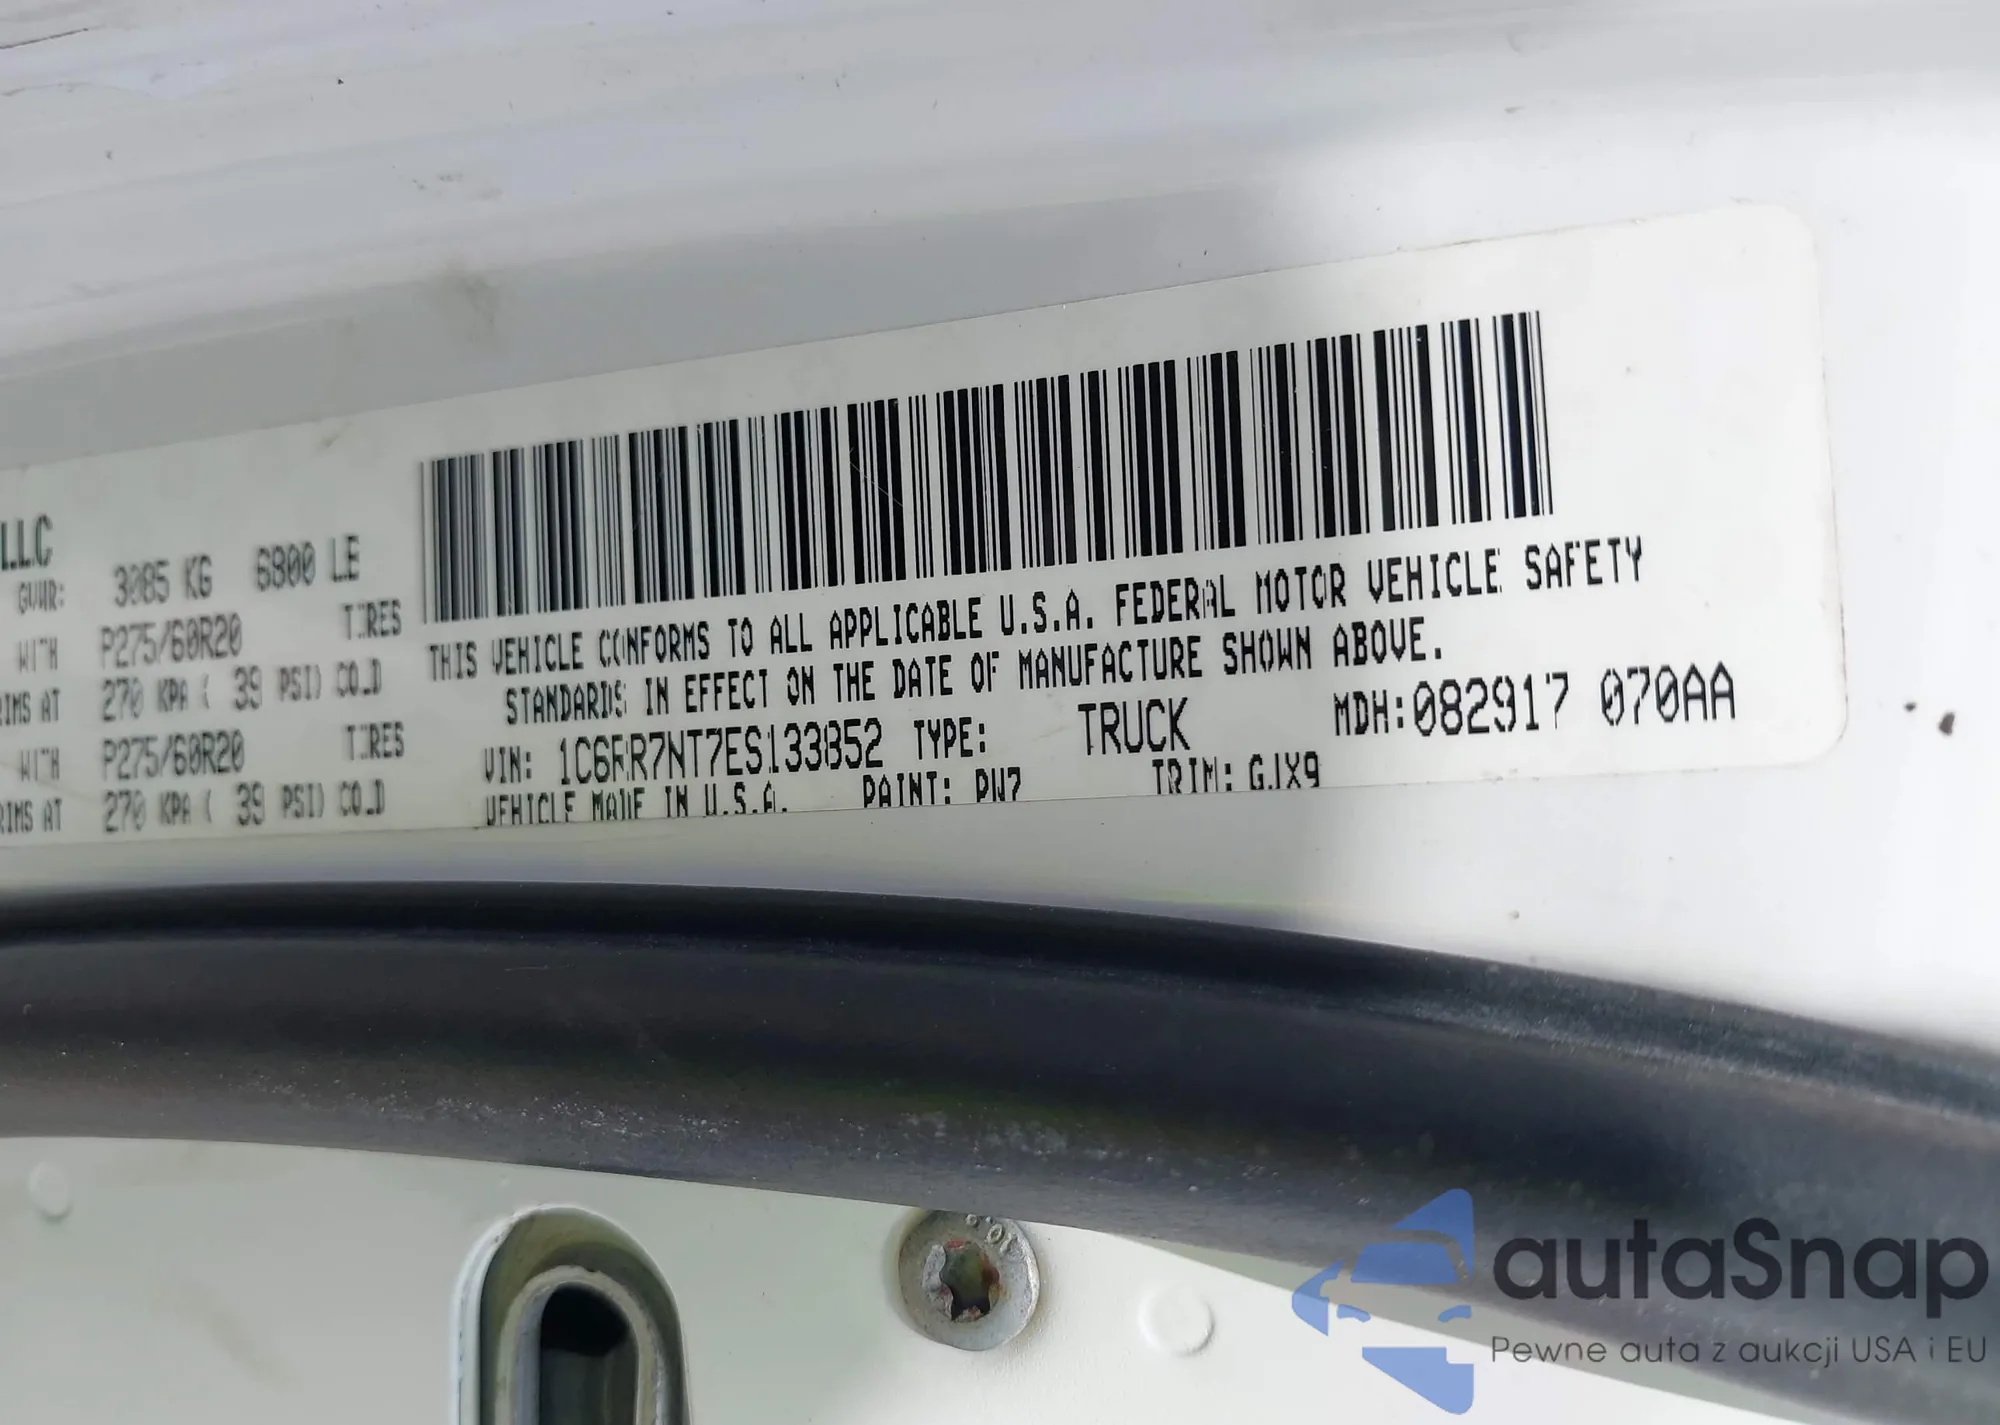 LLC
GVWR: 3085 KG 6800 LB
WITH P275/60R20 TIRES
RIMS AT 270 KPA ( 39 PSI) COLD
WITH P275/60R20 TIRES
RIMS AT 270 KPA ( 39 PSI) COLD
THIS VEHICLE CONFORMS TO ALL APPLICABLE U.S.A. FEDERAL MOTOR VEHICLE SAFETY
STANDARDS IN EFFECT ON THE DATE OF MANUFACTURE SHOWN ABOVE.
VIN: 1C6RR7NT7ES133852 TYPE: TRUCK MDH:082917 070AA
VEHICLE MADE IN U.S.A. PAINT: PW7 TRIM: GJX9
autaSnap
Pewne auta z aukcji USA i EU